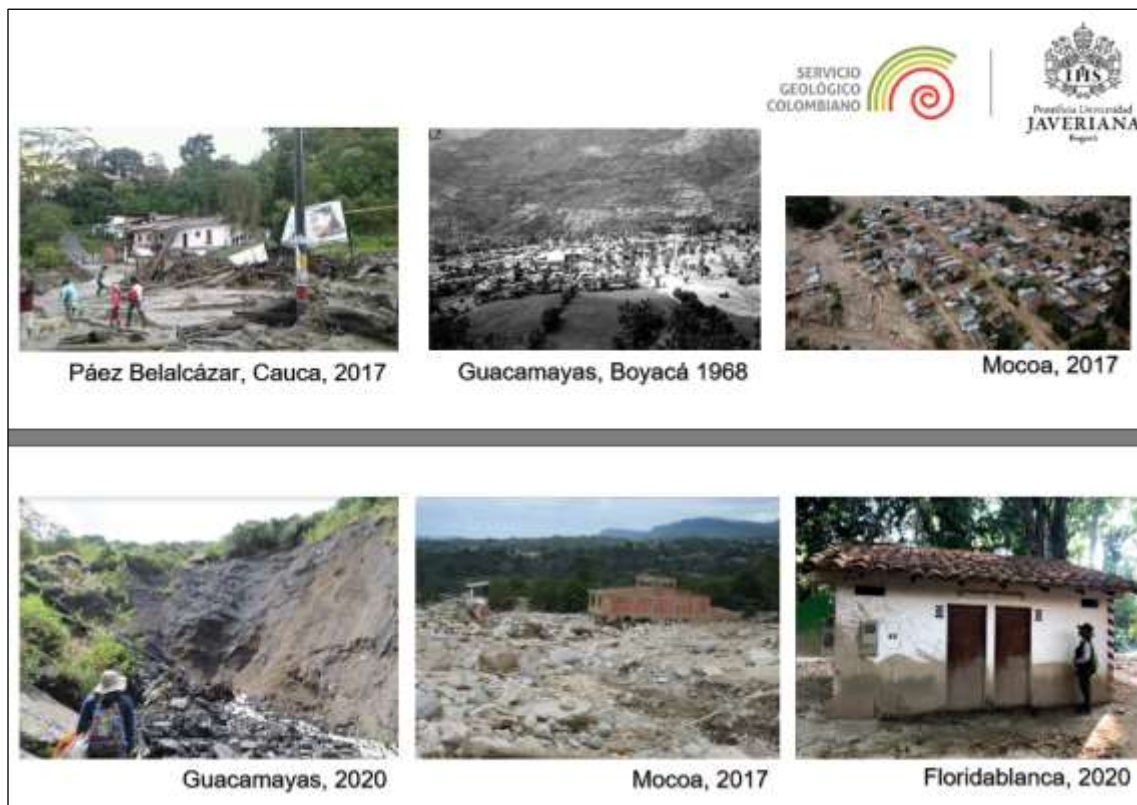 SERVICIO
GEOLÓGICO
COLOMBIANO
IHS
Pontificia Universidad
JAVERIANA
Bogotá
Páez Belalcázar, Cauca, 2017
Guacamayas, Boyacá 1968
Mocoa, 2017
Guacamayas, 2020
Mocoa, 2017
Floridablanca, 2020